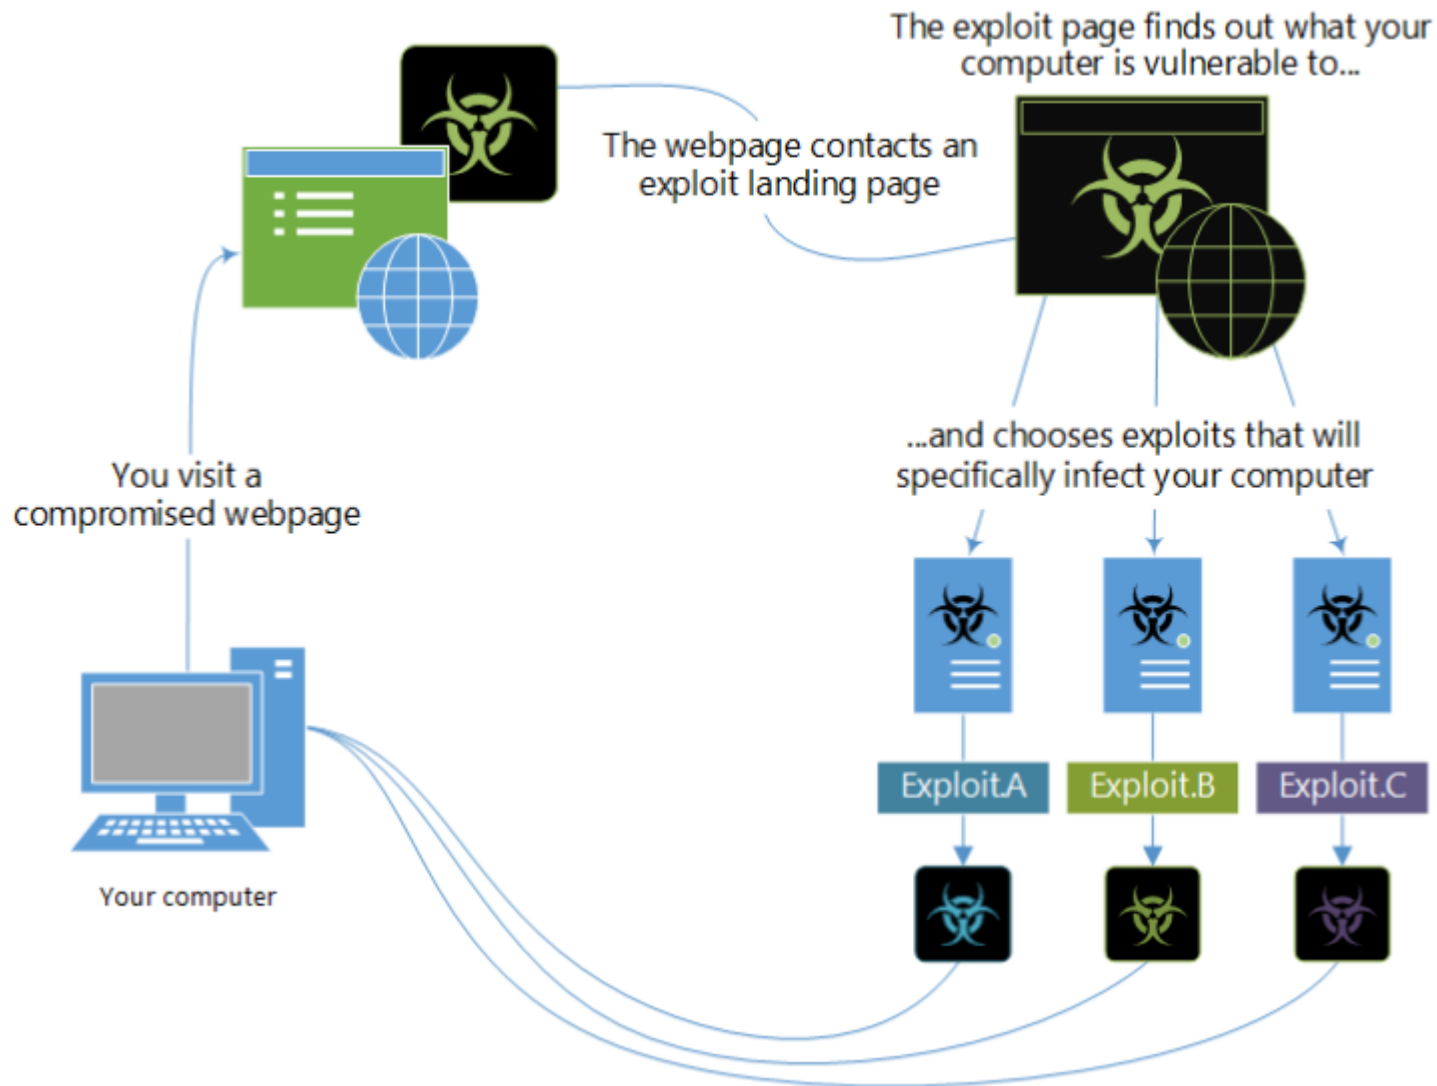 The exploit page finds out what your
computer is vulnerable to...
The webpage contacts an
exploit landing page
...and chooses exploits that will
specifically infect your computer
You visit a
compromised webpage
Exploit.A
Exploit.B
Exploit.C
Your computer